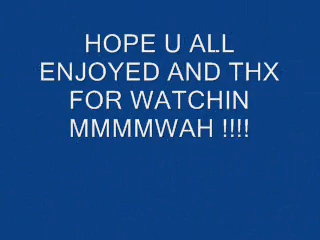 HOPE U ALL
ENJOYED AND THX
FOR WATCHIN
MMMMWAH !!!!